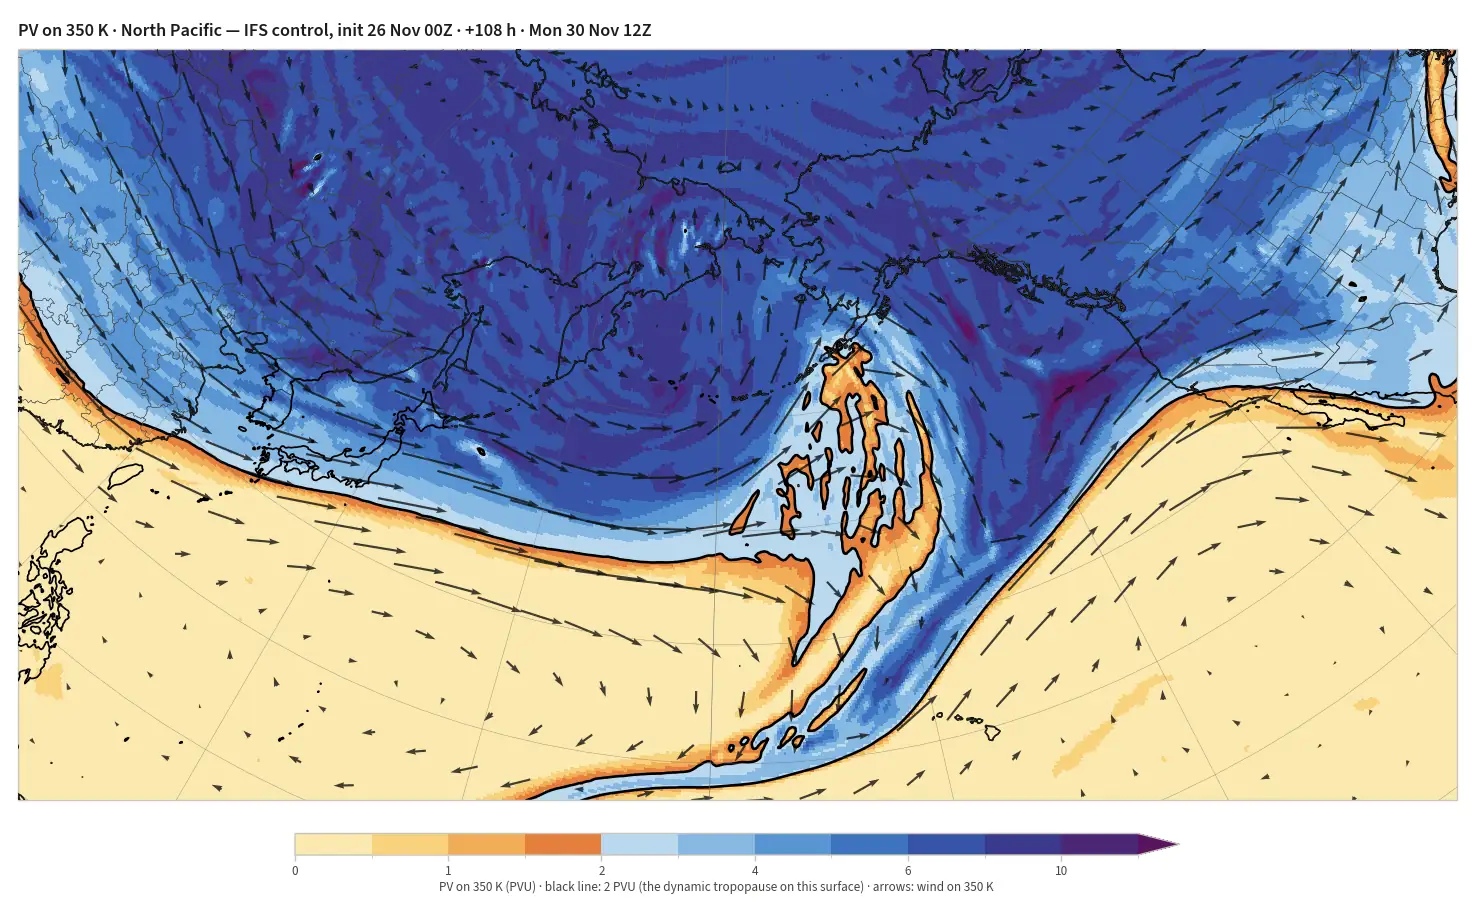 PV on 350 K · North Pacific — IFS control, init 26 Nov 00Z · +108 h · Mon 30 Nov 12Z
0 1 2 4 6 10
PV on 350 K (PVU) · black line: 2 PVU (the dynamic tropopause on this surface) · arrows: wind on 350 K